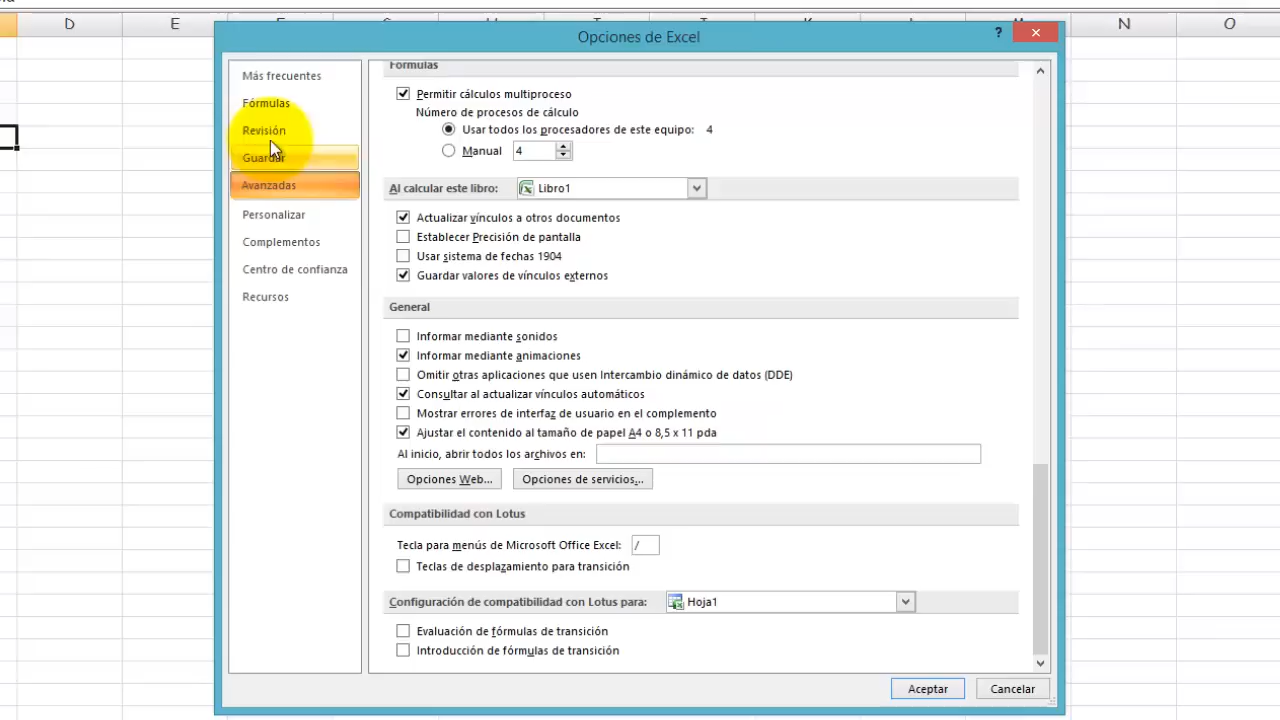 D E N O
Opciones de Excel
?
Más frecuentes
Fórmulas
Revisión
Guardar
Avanzadas
Personalizar
Complementos
Centro de confianza
Recursos
Fórmulas
Permitir cálculos multiproceso
Número de procesos de cálculo
Usar todos los procesadores de este equipo: 4
Manual 4
Al calcular este libro: Libro1
Actualizar vínculos a otros documentos
Establecer Precisión de pantalla
Usar sistema de fechas 1904
Guardar valores de vínculos externos
General
Informar mediante sonidos
Informar mediante animaciones
Omitir otras aplicaciones que usen Intercambio dinámico de datos (DDE)
Consultar al actualizar vínculos automáticos
Mostrar errores de interfaz de usuario en el complemento
Ajustar el contenido al tamaño de papel A4 o 8,5 x 11 pda
Al inicio, abrir todos los archivos en:
Opciones Web... Opciones de servicios...
Compatibilidad con Lotus
Tecla para menús de Microsoft Office Excel: /
Teclas de desplazamiento para transición
Configuración de compatibilidad con Lotus para: Hoja1
Evaluación de fórmulas de transición
Introducción de fórmulas de transición
Aceptar Cancelar